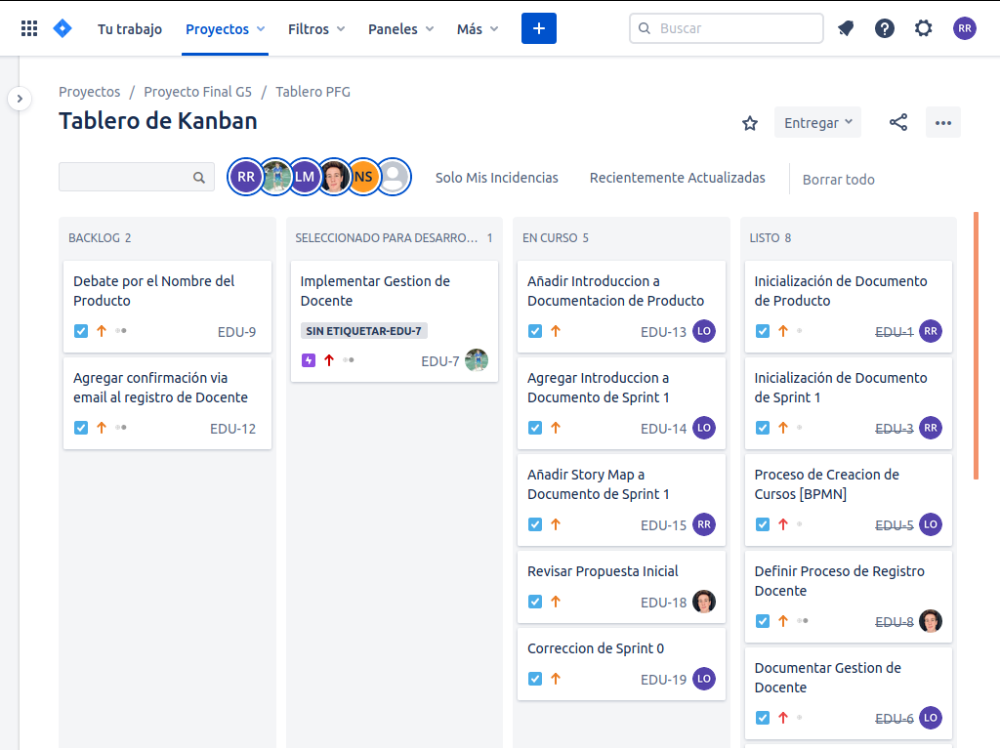 Tu trabajo
Proyectos
Filtros
Paneles
Más
+
Buscar
RR
Proyectos / Proyecto Final G5 / Tablero PFG
Tablero de Kanban
Entregar
RR
LM
NS
Solo Mis Incidencias
Recientemente Actualizadas
Borrar todo
BACKLOG 2
Debate por el Nombre del
Producto
EDU-9
Agregar confirmación via
email al registro de Docente
EDU-12
SELECCIONADO PARA DESARRO... 1
Implementar Gestion de
Docente
SIN ETIQUETAR-EDU-7
EDU-7
EN CURSO 5
Añadir Introduccion a
Documentacion de Producto
EDU-13 LO
Agregar Introduccion a
Documento de Sprint 1
EDU-14 LO
Añadir Story Map a
Documento de Sprint 1
EDU-15 RR
Revisar Propuesta Inicial
EDU-18
Correccion de Sprint 0
EDU-19 LO
LISTO 8
Inicialización de Documento
de Producto
EDU-1 RR
Inicialización de Documento
de Sprint 1
EDU-3 RR
Proceso de Creacion de
Cursos [BPMN]
EDU-5 LO
Definir Proceso de Registro
Docente
EDU-8
Documentar Gestion de
Docente
EDU-6 LO